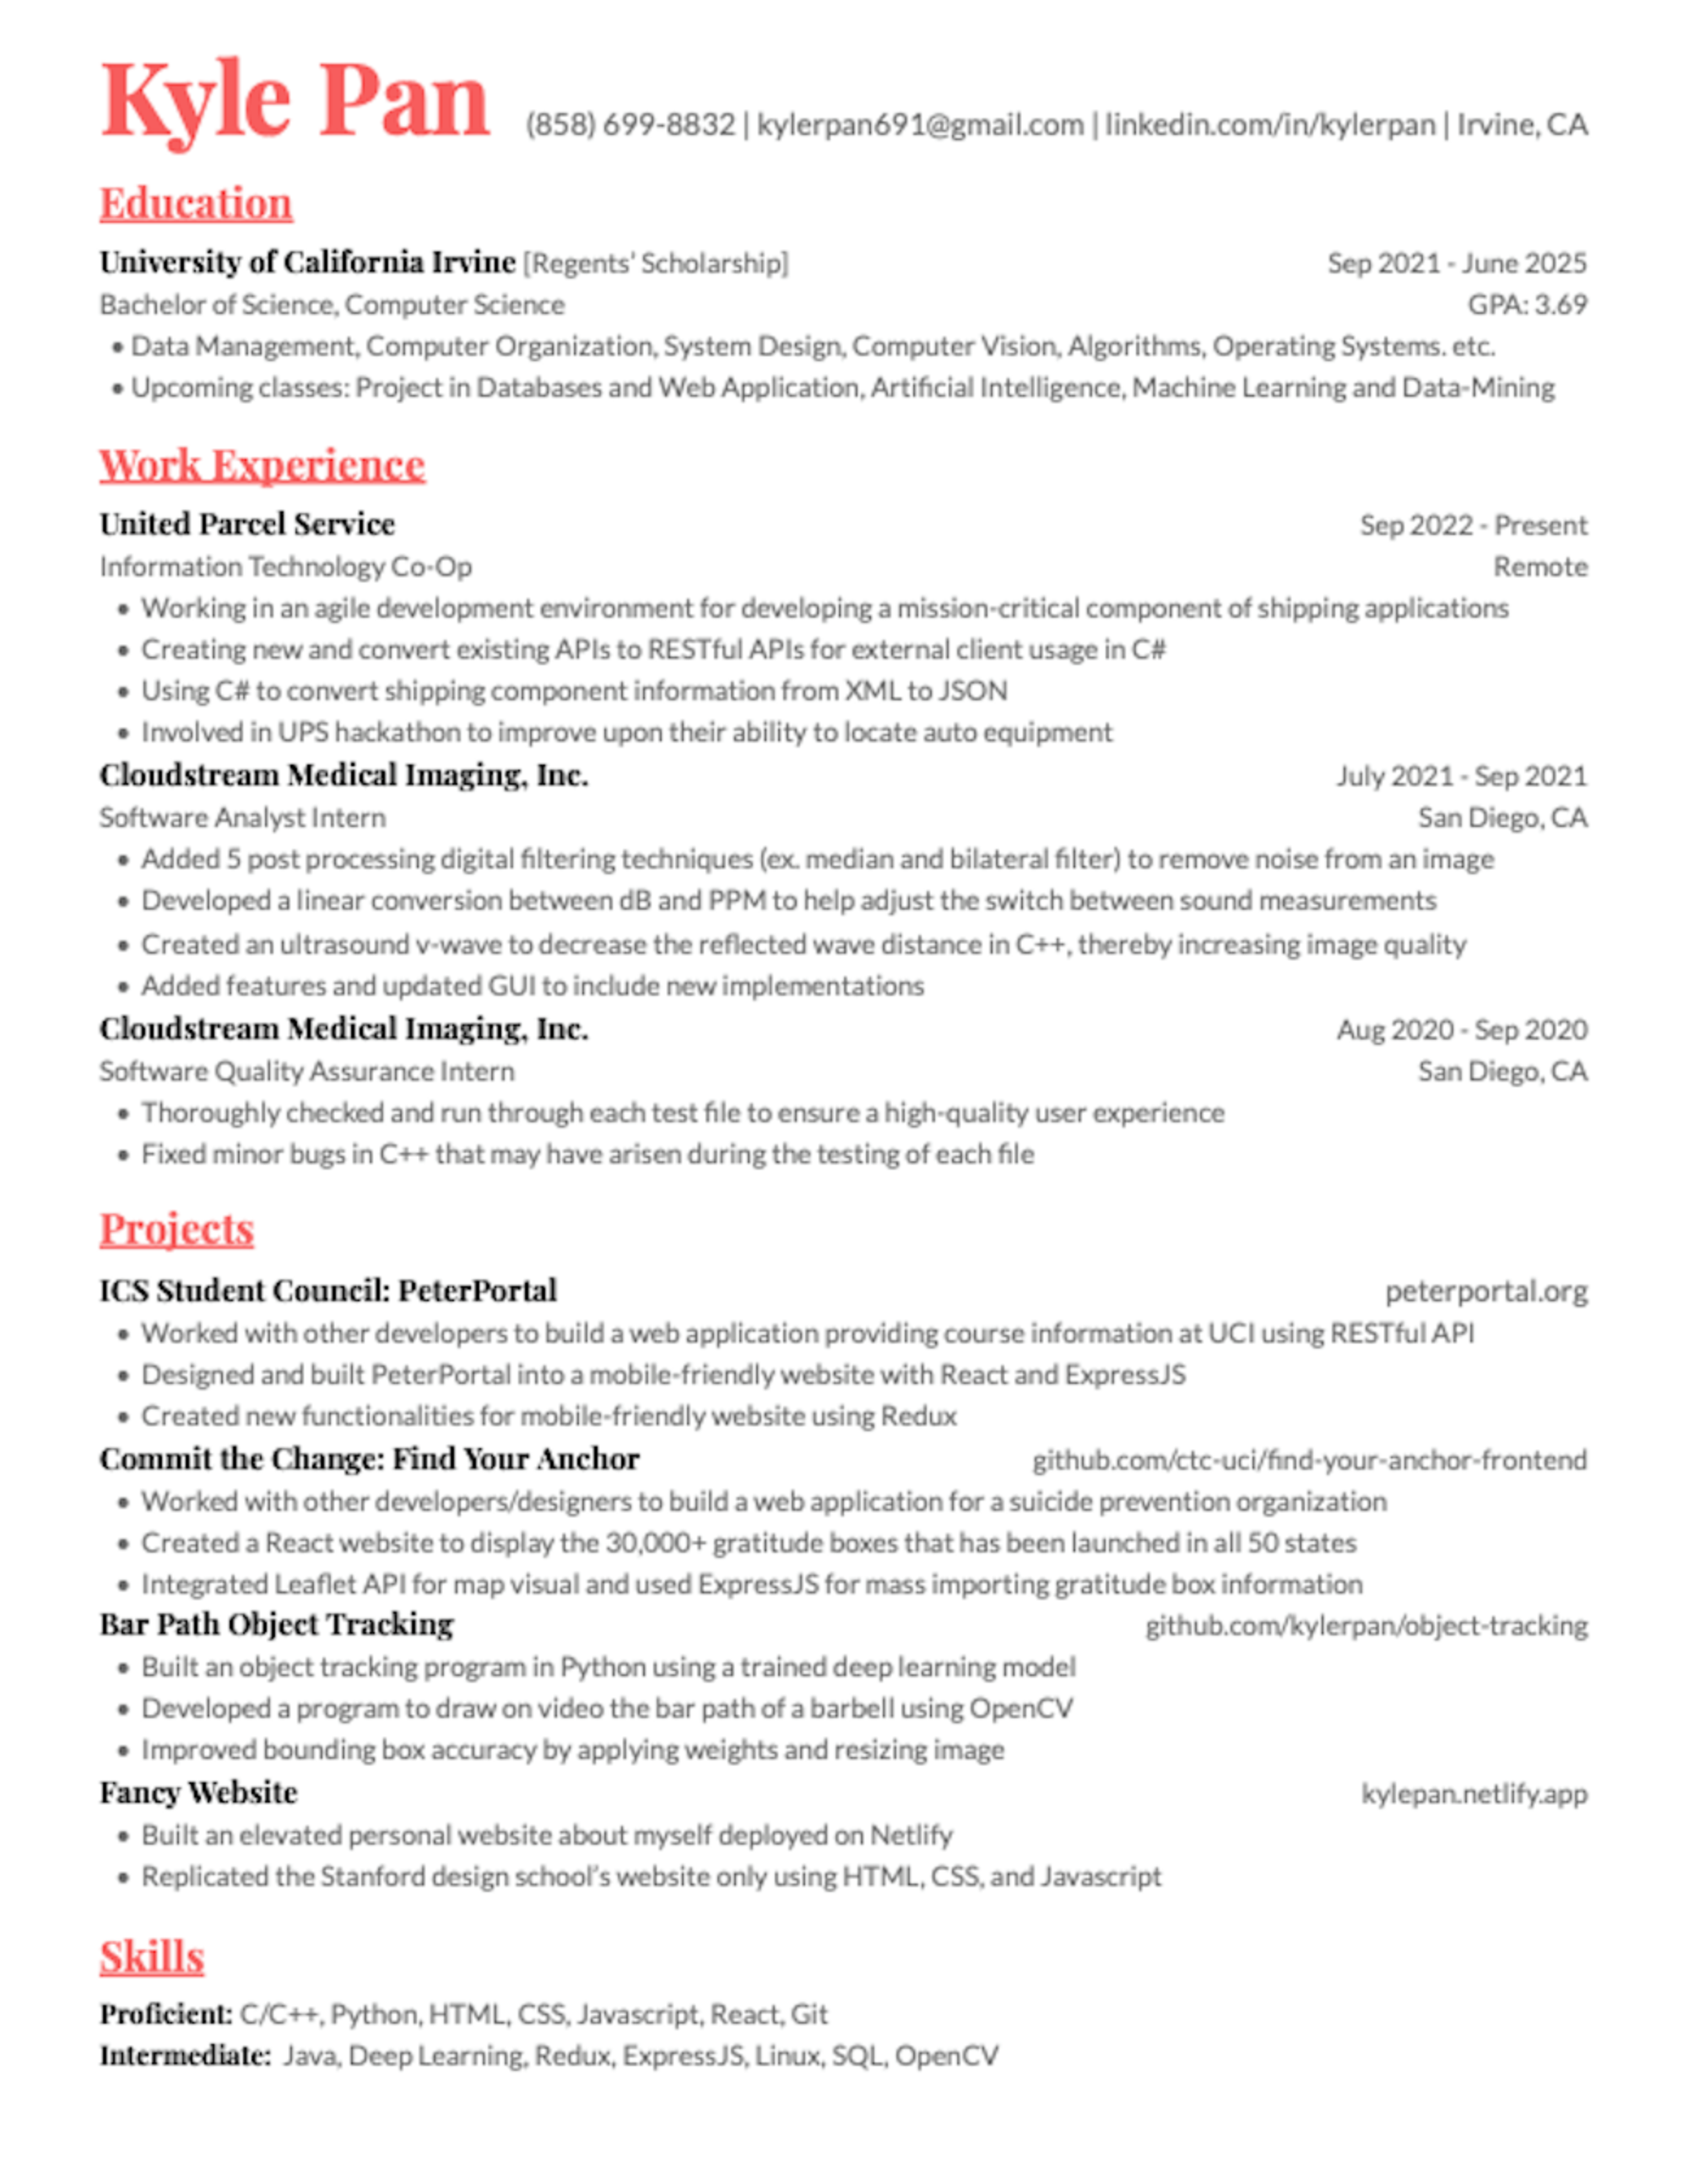 Kyle Pan (858) 699-8832 | kylerpan691@gmail.com | linkedin.com/in/kylerpan | Irvine, CA
Education
University of California Irvine [Regents' Scholarship] Sep 2021 - June 2025
Bachelor of Science, Computer Science GPA: 3.69
• Data Management, Computer Organization, System Design, Computer Vision, Algorithms, Operating Systems. etc.
• Upcoming classes: Project in Databases and Web Application, Artificial Intelligence, Machine Learning and Data-Mining
Work Experience
United Parcel Service Sep 2022 - Present
Information Technology Co-Op Remote
• Working in an agile development environment for developing a mission-critical component of shipping applications
• Creating new and convert existing APIs to RESTful APIs for external client usage in C#
• Using C# to convert shipping component information from XML to JSON
• Involved in UPS hackathon to improve upon their ability to locate auto equipment
Cloudstream Medical Imaging, Inc. July 2021 - Sep 2021
Software Analyst Intern San Diego, CA
• Added 5 post processing digital filtering techniques (ex. median and bilateral filter) to remove noise from an image
• Developed a linear conversion between dB and PPM to help adjust the switch between sound measurements
• Created an ultrasound v-wave to decrease the reflected wave distance in C++, thereby increasing image quality
• Added features and updated GUI to include new implementations
Cloudstream Medical Imaging, Inc. Aug 2020 - Sep 2020
Software Quality Assurance Intern San Diego, CA
• Thoroughly checked and run through each test file to ensure a high-quality user experience
• Fixed minor bugs in C++ that may have arisen during the testing of each file
Projects
ICS Student Council: PeterPortal peterportal.org
• Worked with other developers to build a web application providing course information at UCI using RESTful API
• Designed and built PeterPortal into a mobile-friendly website with React and ExpressJS
• Created new functionalities for mobile-friendly website using Redux
Commit the Change: Find Your Anchor github.com/ctc-uci/find-your-anchor-frontend
• Worked with other developers/designers to build a web application for a suicide prevention organization
• Created a React website to display the 30,000+ gratitude boxes that has been launched in all 50 states
• Integrated Leaflet API for map visual and used ExpressJS for mass importing gratitude box information
Bar Path Object Tracking github.com/kylerpan/object-tracking
• Built an object tracking program in Python using a trained deep learning model
• Developed a program to draw on video the bar path of a barbell using OpenCV
• Improved bounding box accuracy by applying weights and resizing image
Fancy Website kylepan.netlify.app
• Built an elevated personal website about myself deployed on Netlify
• Replicated the Stanford design school's website only using HTML, CSS, and Javascript
Skills
Proficient: C/C++, Python, HTML, CSS, Javascript, React, Git
Intermediate: Java, Deep Learning, Redux, ExpressJS, Linux, SQL, OpenCV